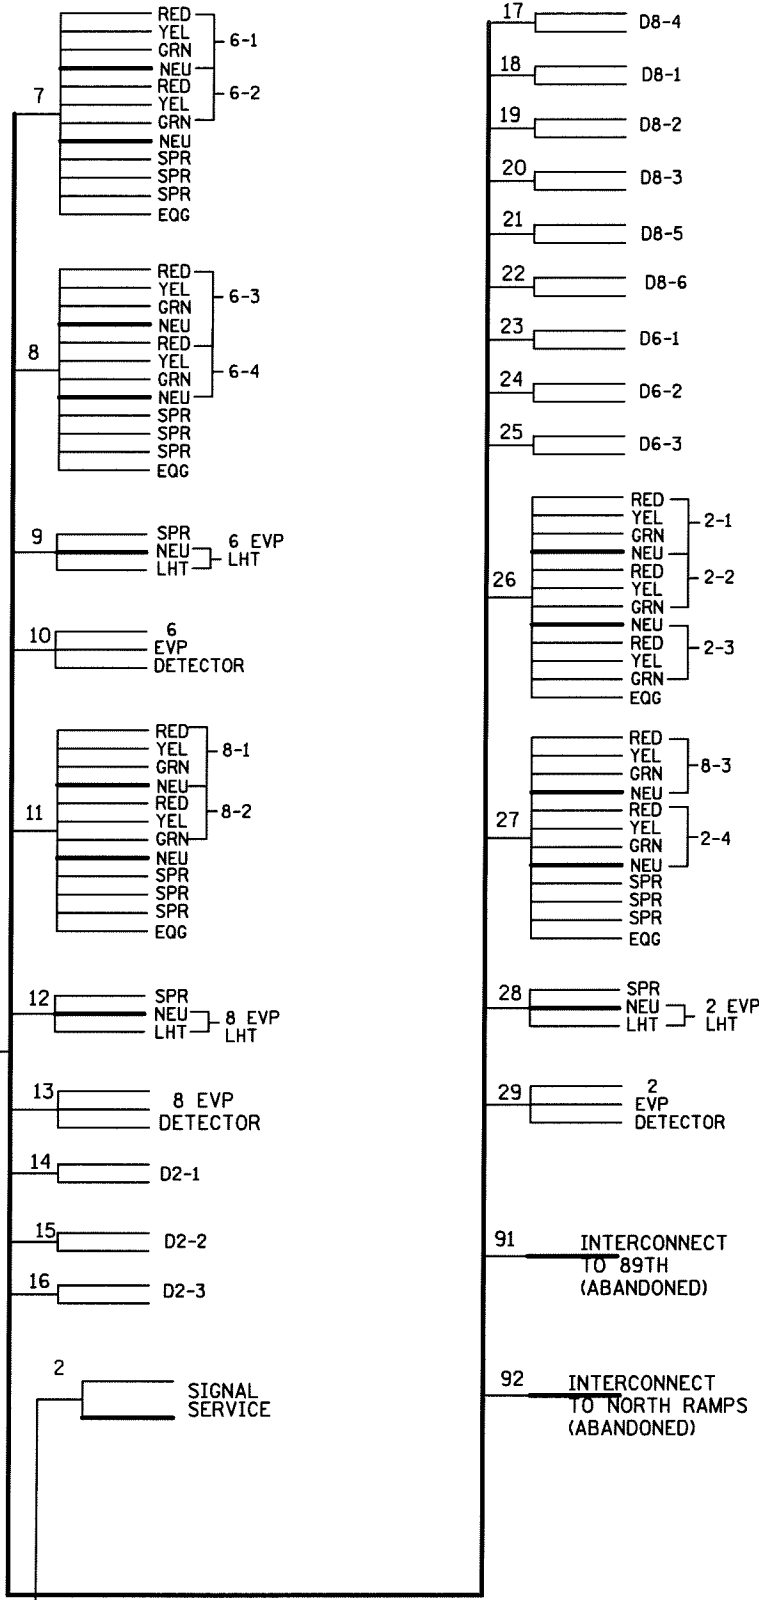 7
RED
YEL
GRN
NEU
RED
YEL
GRN
NEU
SPR
SPR
SPR
EQG
6-1
6-2
8
RED
YEL
GRN
NEU
RED
YEL
GRN
NEU
SPR
SPR
SPR
EQG
6-3
6-4
9
SPR
NEU
LHT
6 EVP
LHT
10
6
EVP
DETECTOR
11
RED
YEL
GRN
NEU
RED
YEL
GRN
NEU
SPR
SPR
SPR
EQG
8-1
8-2
12
SPR
NEU
LHT
8 EVP
LHT
13
8 EVP
DETECTOR
14
D2-1
15
D2-2
16
D2-3
2
SIGNAL
SERVICE
17
D8-4
18
D8-1
19
D8-2
20
D8-3
21
D8-5
22
D8-6
23
D6-1
24
D6-2
25
D6-3
26
RED
YEL
GRN
NEU
RED
YEL
GRN
NEU
RED
YEL
GRN
EQG
2-1
2-2
2-3
27
RED
YEL
GRN
NEU
RED
YEL
GRN
NEU
SPR
SPR
SPR
EQG
8-3
2-4
28
SPR
NEU
LHT
2 EVP
LHT
29
2
EVP
DETECTOR
91
INTERCONNECT
TO 89TH
(ABANDONED)
92
INTERCONNECT
TO NORTH RAMPS
(ABANDONED)